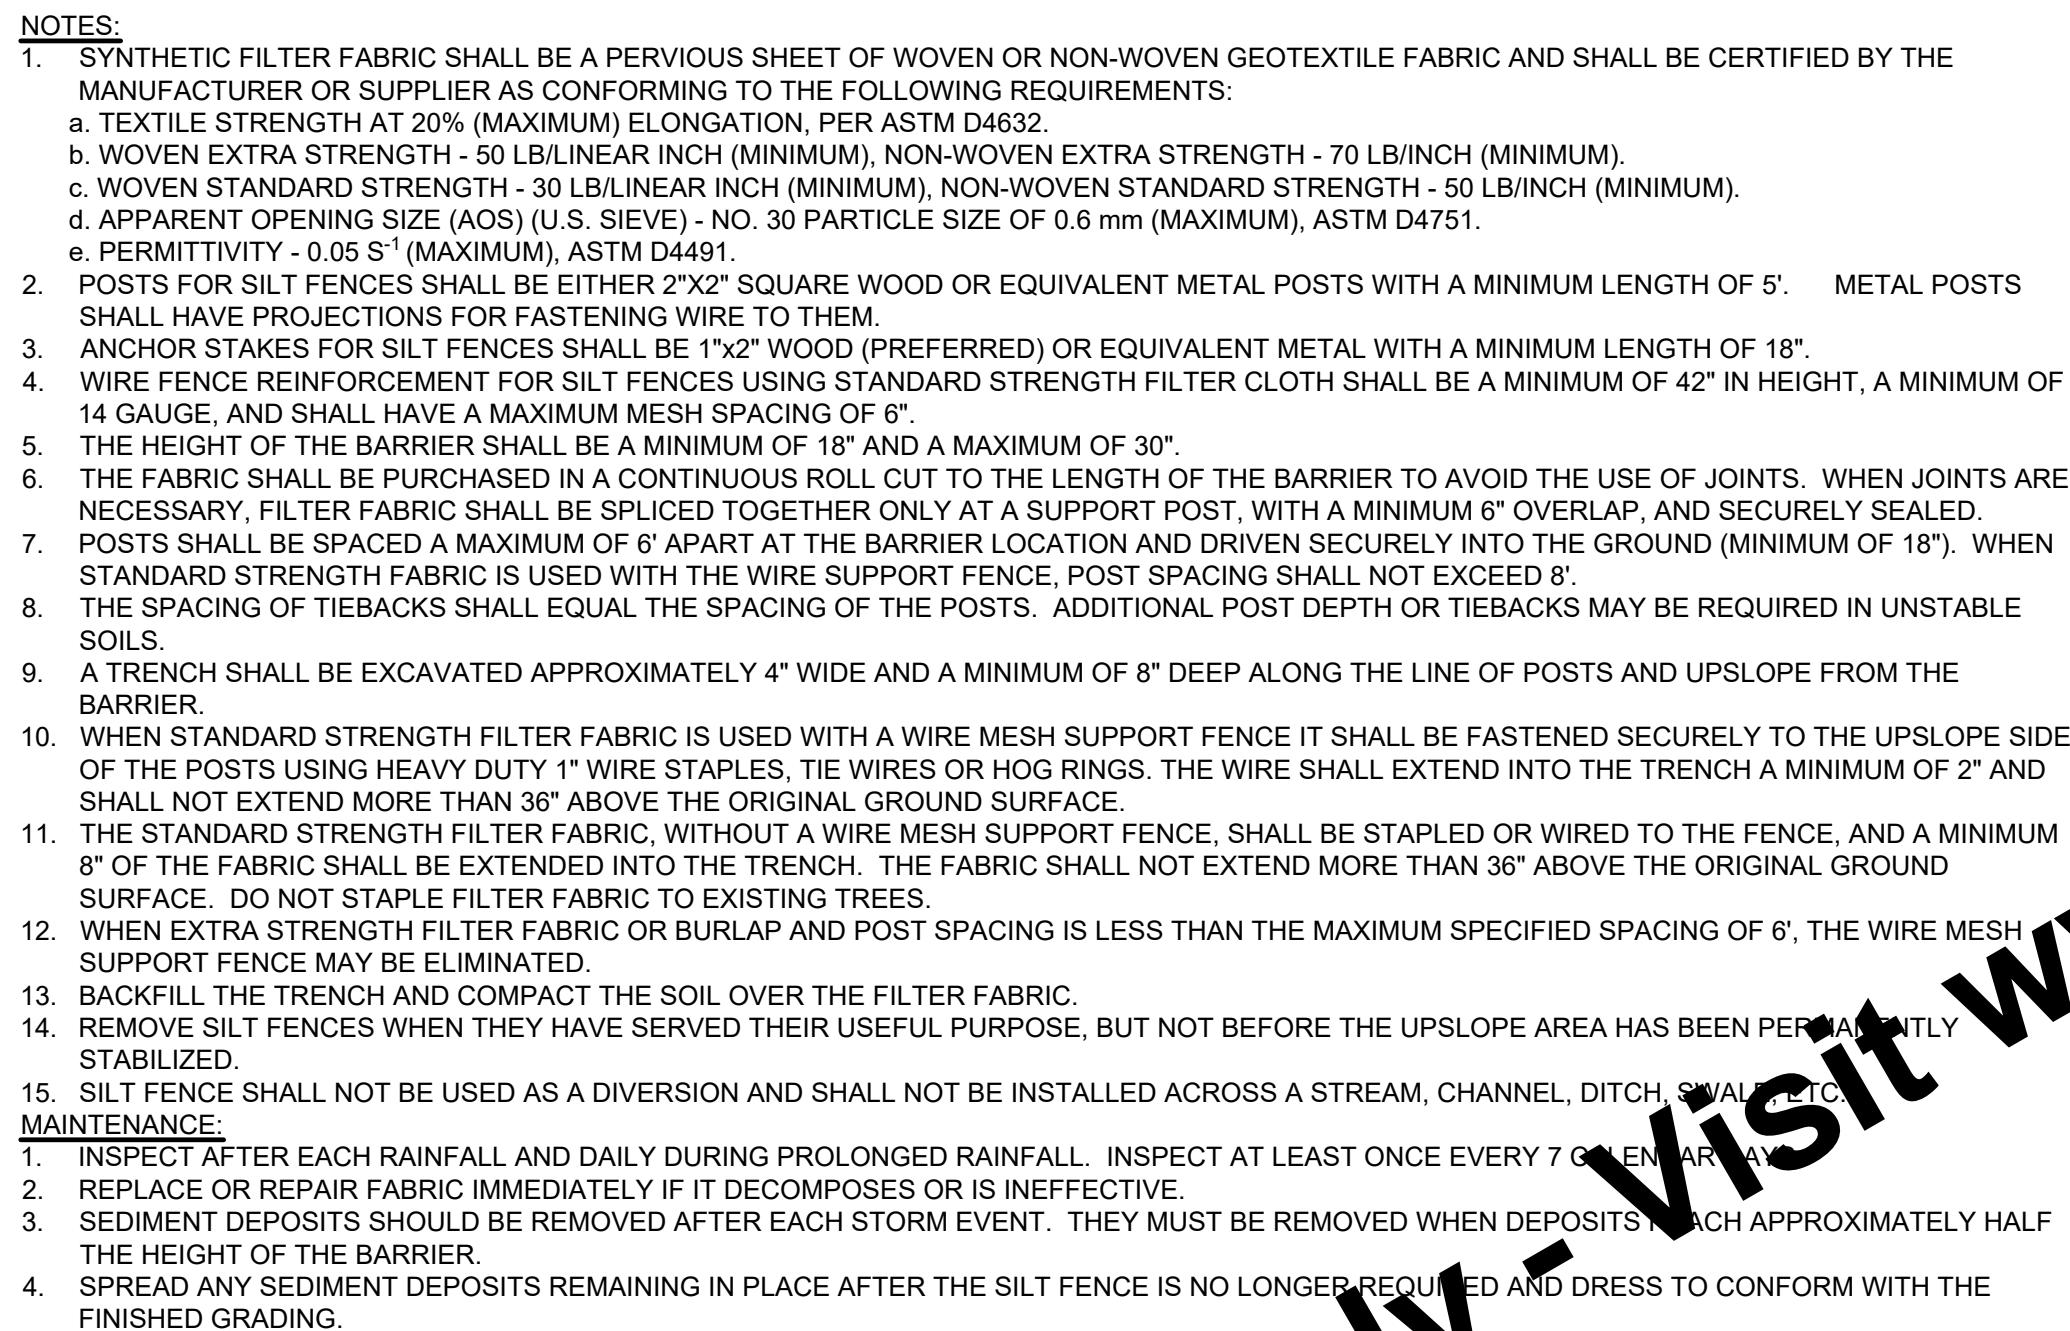 NOTES:
1. SYNTHETIC FILTER FABRIC SHALL BE A PERVIOUS SHEET OF WOVEN OR NON-WOVEN GEOTEXTILE FABRIC AND SHALL BE CERTIFIED BY THE
MANUFACTURER OR SUPPLIER AS CONFORMING TO THE FOLLOWING REQUIREMENTS:
a. TEXTILE STRENGTH AT 20% (MAXIMUM) ELONGATION, PER ASTM D4632.
b. WOVEN EXTRA STRENGTH - 50 LB/LINEAR INCH (MINIMUM), NON-WOVEN EXTRA STRENGTH - 70 LB/INCH (MINIMUM).
c. WOVEN STANDARD STRENGTH - 30 LB/LINEAR INCH (MINIMUM), NON-WOVEN STANDARD STRENGTH - 50 LB/INCH (MINIMUM).
d. APPARENT OPENING SIZE (AOS) (U.S. SIEVE) - NO. 30 PARTICLE SIZE OF 0.6 mm (MAXIMUM), ASTM D4751.
e. PERMITTIVITY - 0.05 S⁻¹ (MAXIMUM), ASTM D4491.
2. POSTS FOR SILT FENCES SHALL BE EITHER 2"X2" SQUARE WOOD OR EQUIVALENT METAL POSTS WITH A MINIMUM LENGTH OF 5'. METAL POSTS
SHALL HAVE PROJECTIONS FOR FASTENING WIRE TO THEM.
3. ANCHOR STAKES FOR SILT FENCES SHALL BE 1"x2" WOOD (PREFERRED) OR EQUIVALENT METAL WITH A MINIMUM LENGTH OF 18".
4. WIRE FENCE REINFORCEMENT FOR SILT FENCES USING STANDARD STRENGTH FILTER CLOTH SHALL BE A MINIMUM OF 42" IN HEIGHT, A MINIMUM OF
14 GAUGE, AND SHALL HAVE A MAXIMUM MESH SPACING OF 6".
5. THE HEIGHT OF THE BARRIER SHALL BE A MINIMUM OF 18" AND A MAXIMUM OF 30".
6. THE FABRIC SHALL BE PURCHASED IN A CONTINUOUS ROLL CUT TO THE LENGTH OF THE BARRIER TO AVOID THE USE OF JOINTS. WHEN JOINTS ARE
NECESSARY, FILTER FABRIC SHALL BE SPLICED TOGETHER ONLY AT A SUPPORT POST, WITH A MINIMUM 6" OVERLAP, AND SECURELY SEALED.
7. POSTS SHALL BE SPACED A MAXIMUM OF 6' APART AT THE BARRIER LOCATION AND DRIVEN SECURELY INTO THE GROUND (MINIMUM OF 18"). WHEN
STANDARD STRENGTH FABRIC IS USED WITH THE WIRE SUPPORT FENCE, POST SPACING SHALL NOT EXCEED 8'.
8. THE SPACING OF TIEBACKS SHALL EQUAL THE SPACING OF THE POSTS. ADDITIONAL POST DEPTH OR TIEBACKS MAY BE REQUIRED IN UNSTABLE
SOILS.
9. A TRENCH SHALL BE EXCAVATED APPROXIMATELY 4" WIDE AND A MINIMUM OF 8" DEEP ALONG THE LINE OF POSTS AND UPSLOPE FROM THE
BARRIER.
10. WHEN STANDARD STRENGTH FILTER FABRIC IS USED WITH A WIRE MESH SUPPORT FENCE IT SHALL BE FASTENED SECURELY TO THE UPSLOPE SIDE
OF THE POSTS USING HEAVY DUTY 1" WIRE STAPLES, TIE WIRES OR HOG RINGS. THE WIRE SHALL EXTEND INTO THE TRENCH A MINIMUM OF 2" AND
SHALL NOT EXTEND MORE THAN 36" ABOVE THE ORIGINAL GROUND SURFACE.
11. THE STANDARD STRENGTH FILTER FABRIC, WITHOUT A WIRE MESH SUPPORT FENCE, SHALL BE STAPLED OR WIRED TO THE FENCE, AND A MINIMUM
8" OF THE FABRIC SHALL BE EXTENDED INTO THE TRENCH. THE FABRIC SHALL NOT EXTEND MORE THAN 36" ABOVE THE ORIGINAL GROUND
SURFACE. DO NOT STAPLE FILTER FABRIC TO EXISTING TREES.
12. WHEN EXTRA STRENGTH FILTER FABRIC OR BURLAP AND POST SPACING IS LESS THAN THE MAXIMUM SPECIFIED SPACING OF 6', THE WIRE MESH
SUPPORT FENCE MAY BE ELIMINATED.
13. BACKFILL THE TRENCH AND COMPACT THE SOIL OVER THE FILTER FABRIC.
14. REMOVE SILT FENCES WHEN THEY HAVE SERVED THEIR USEFUL PURPOSE, BUT NOT BEFORE THE UPSLOPE AREA HAS BEEN PERMANENTLY
STABILIZED.
15. SILT FENCE SHALL NOT BE USED AS A DIVERSION AND SHALL NOT BE INSTALLED ACROSS A STREAM, CHANNEL, DITCH, SWALE, ETC.
MAINTENANCE:
1. INSPECT AFTER EACH RAINFALL AND DAILY DURING PROLONGED RAINFALL. INSPECT AT LEAST ONCE EVERY 7 CALENDAR DAYS.
2. REPLACE OR REPAIR FABRIC IMMEDIATELY IF IT DECOMPOSES OR IS INEFFECTIVE.
3. SEDIMENT DEPOSITS SHOULD BE REMOVED AFTER EACH STORM EVENT. THEY MUST BE REMOVED WHEN DEPOSITS REACH APPROXIMATELY HALF
THE HEIGHT OF THE BARRIER.
4. SPREAD ANY SEDIMENT DEPOSITS REMAINING IN PLACE AFTER THE SILT FENCE IS NO LONGER REQUIRED AND DRESS TO CONFORM WITH THE
FINISHED GRADING.
- Visit